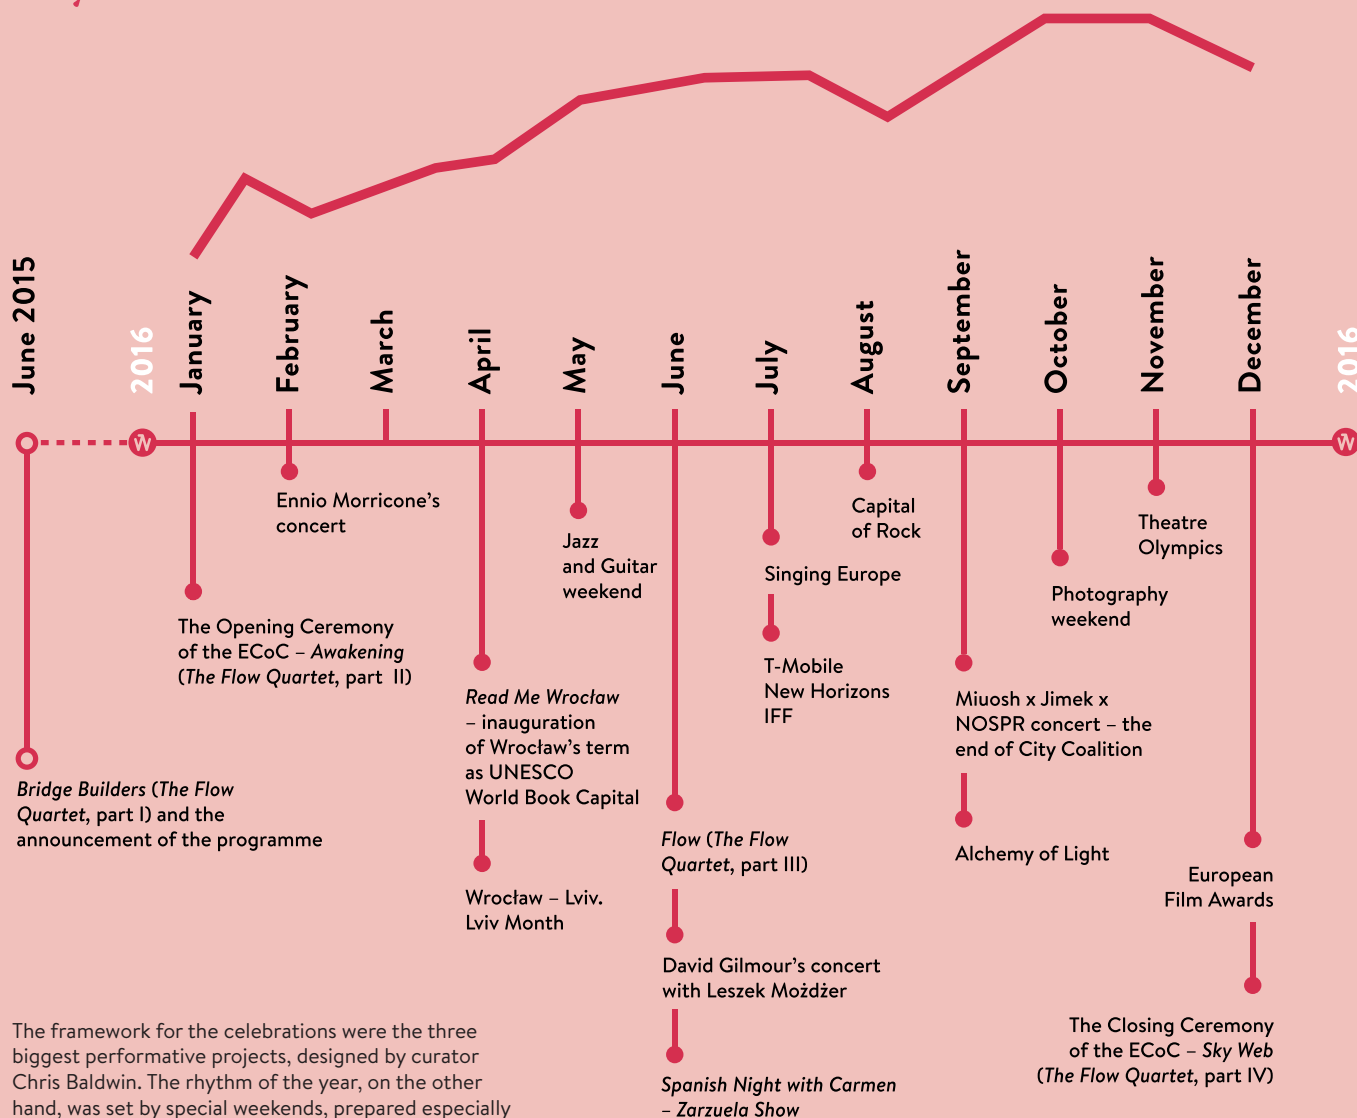 June 2015
2016
January
February
March
April
May
June
July
August
September
October
November
December
2016
W
W
Ennio Morricone's
concert
The Opening Ceremony
of the ECoC – Awakening
(The Flow Quartet, part II)
Bridge Builders (The Flow
Quartet, part I) and the
announcement of the programme
Read Me Wrocław
– inauguration
of Wrocław's term
as UNESCO
World Book Capital
Wrocław – Lviv.
Lviv Month
Jazz
and Guitar
weekend
Flow (The Flow
Quartet, part III)
David Gilmour's concert
with Leszek Możdżer
Spanish Night with Carmen
– Zarzuela Show
Singing Europe
T-Mobile
New Horizons
IFF
Capital
of Rock
Miuosh x Jimek x
NOSPR concert – the
end of City Coalition
Alchemy of Light
Photography
weekend
Theatre
Olympics
European
Film Awards
The Closing Ceremony
of the ECoC – Sky Web
(The Flow Quartet, part IV)
The framework for the celebrations were the three
biggest performative projects, designed by curator
Chris Baldwin. The rhythm of the year, on the other
hand, was set by special weekends, prepared especially